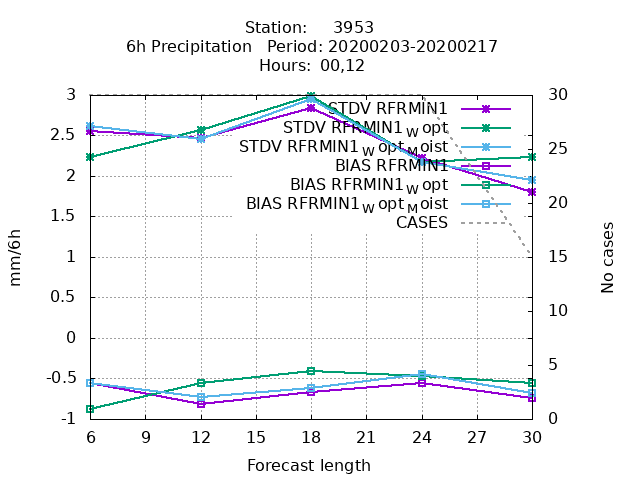 Station: 3953
6h Precipitation Period: 20200203-20200217
Hours: 00,12
3 30
STDV RFRMIN1
STDV RFRMIN1_W opt
2.5 25
STDV RFRMIN1_W opt_M oist
BIAS RFRMIN1
2
BIAS RFRMIN1_W opt
BIAS RFRMIN1_W opt_M oist
20
1.5
CASES
mm/6h
No cases
1 15
0.5
10
0
-0.5 5
-1 0
6 9 12 15 18 21 24 27 30
Forecast length